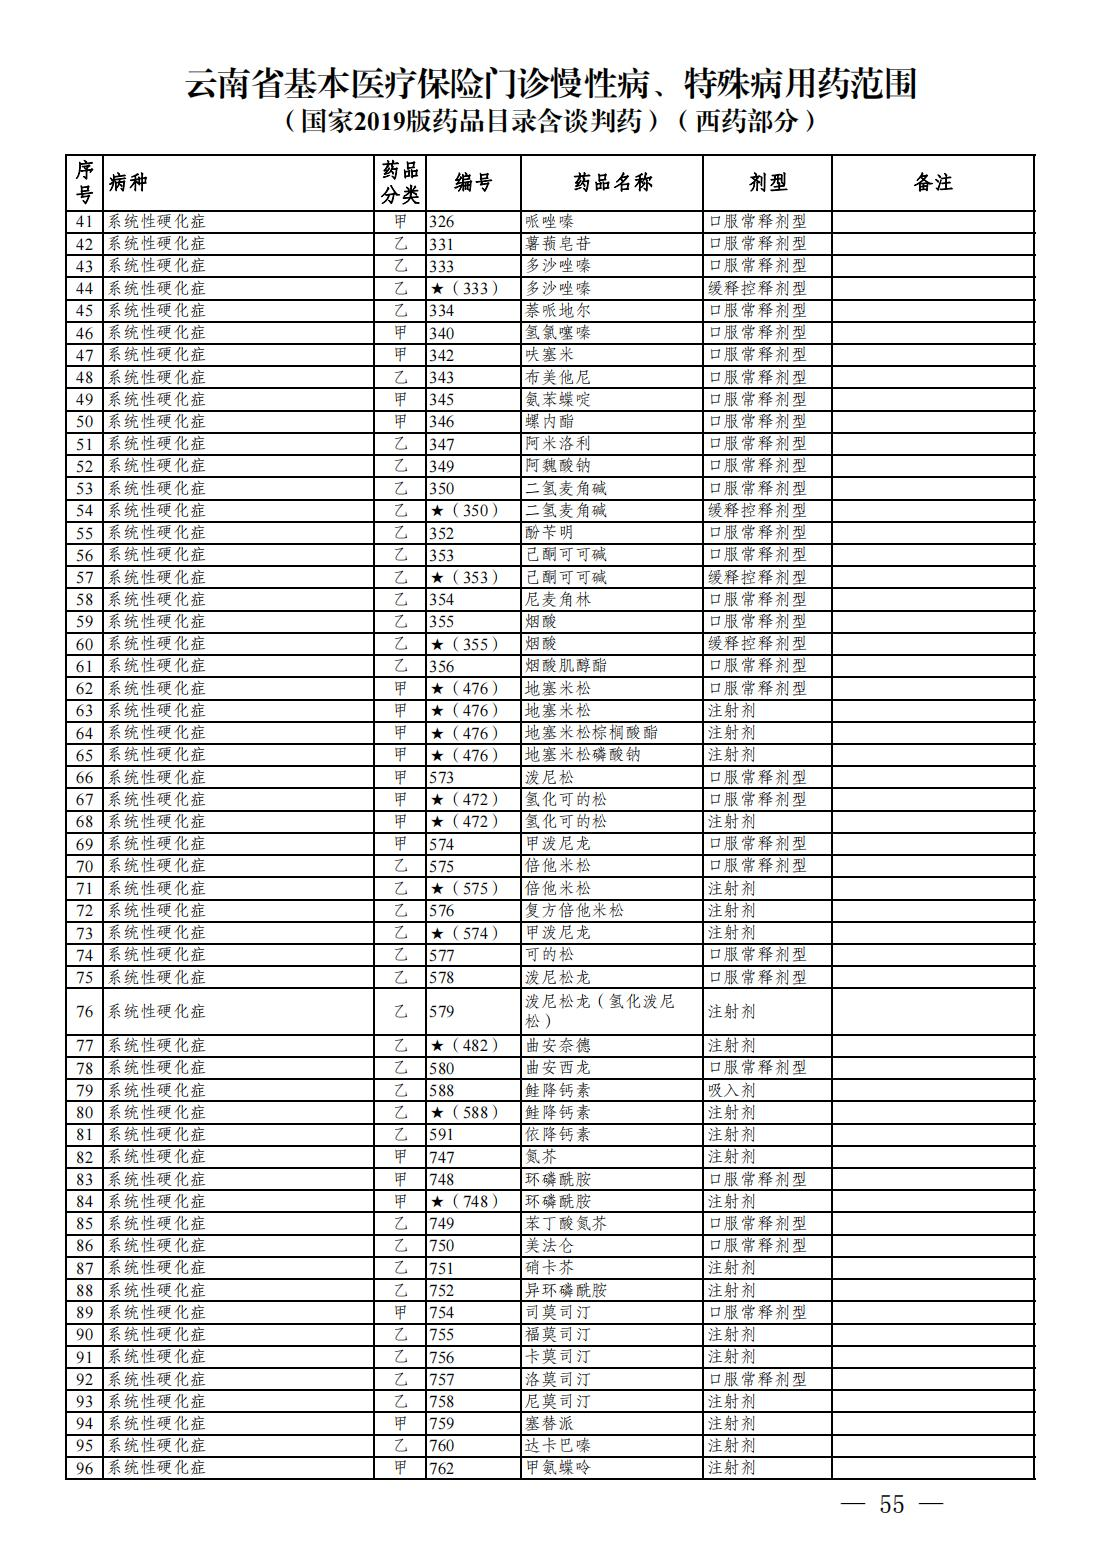 云南省基本医疗保险门诊慢性病、特殊病用药范围
（国家2019版药品目录含谈判药）（西药部分）
序号 病种 药品分类 编号 药品名称 剂型 备注
41 系统性硬化症 甲 326 哌唑嗪 口服常释剂型
42 系统性硬化症 乙 331 薯蓣皂苷 口服常释剂型
43 系统性硬化症 乙 333 多沙唑嗪 口服常释剂型
44 系统性硬化症 乙 ★（333） 多沙唑嗪 缓释控释剂型
45 系统性硬化症 乙 334 萘哌地尔 口服常释剂型
46 系统性硬化症 甲 340 氢氯噻嗪 口服常释剂型
47 系统性硬化症 甲 342 呋塞米 口服常释剂型
48 系统性硬化症 乙 343 布美他尼 口服常释剂型
49 系统性硬化症 甲 345 氨苯蝶啶 口服常释剂型
50 系统性硬化症 甲 346 螺内酯 口服常释剂型
51 系统性硬化症 乙 347 阿米洛利 口服常释剂型
52 系统性硬化症 乙 349 阿魏酸钠 口服常释剂型
53 系统性硬化症 乙 350 二氢麦角碱 口服常释剂型
54 系统性硬化症 乙 ★（350） 二氢麦角碱 缓释控释剂型
55 系统性硬化症 乙 352 酚苄明 口服常释剂型
56 系统性硬化症 乙 353 己酮可可碱 口服常释剂型
57 系统性硬化症 乙 ★（353） 己酮可可碱 缓释控释剂型
58 系统性硬化症 乙 354 尼麦角林 口服常释剂型
59 系统性硬化症 乙 355 烟酸 口服常释剂型
60 系统性硬化症 乙 ★（355） 烟酸 缓释控释剂型
61 系统性硬化症 乙 356 烟酸肌醇酯 口服常释剂型
62 系统性硬化症 甲 ★（476） 地塞米松 口服常释剂型
63 系统性硬化症 甲 ★（476） 地塞米松 注射剂
64 系统性硬化症 甲 ★（476） 地塞米松棕榈酸酯 注射剂
65 系统性硬化症 甲 ★（476） 地塞米松磷酸钠 注射剂
66 系统性硬化症 甲 573 泼尼松 口服常释剂型
67 系统性硬化症 甲 ★（472） 氢化可的松 口服常释剂型
68 系统性硬化症 甲 ★（472） 氢化可的松 注射剂
69 系统性硬化症 甲 574 甲泼尼龙 口服常释剂型
70 系统性硬化症 乙 575 倍他米松 口服常释剂型
71 系统性硬化症 乙 ★（575） 倍他米松 注射剂
72 系统性硬化症 乙 576 复方倍他米松 注射剂
73 系统性硬化症 乙 ★（574） 甲泼尼龙 注射剂
74 系统性硬化症 乙 577 可的松 口服常释剂型
75 系统性硬化症 乙 578 泼尼松龙 口服常释剂型
76 系统性硬化症 乙 579 泼尼松龙（氢化泼尼松） 注射剂
77 系统性硬化症 乙 ★（482） 曲安奈德 注射剂
78 系统性硬化症 乙 580 曲安西龙 口服常释剂型
79 系统性硬化症 乙 588 鲑降钙素 吸入剂
80 系统性硬化症 乙 ★（588） 鲑降钙素 注射剂
81 系统性硬化症 乙 591 依降钙素 注射剂
82 系统性硬化症 甲 747 氮芥 注射剂
83 系统性硬化症 甲 748 环磷酰胺 口服常释剂型
84 系统性硬化症 甲 ★（748） 环磷酰胺 注射剂
85 系统性硬化症 乙 749 苯丁酸氮芥 口服常释剂型
86 系统性硬化症 乙 750 美法仑 口服常释剂型
87 系统性硬化症 乙 751 硝卡芥 注射剂
88 系统性硬化症 乙 752 异环磷酰胺 注射剂
89 系统性硬化症 甲 754 司莫司汀 口服常释剂型
90 系统性硬化症 乙 755 福莫司汀 注射剂
91 系统性硬化症 乙 756 卡莫司汀 注射剂
92 系统性硬化症 乙 757 洛莫司汀 口服常释剂型
93 系统性硬化症 乙 758 尼莫司汀 注射剂
94 系统性硬化症 甲 759 塞替派 注射剂
95 系统性硬化症 乙 760 达卡巴嗪 注射剂
96 系统性硬化症 甲 762 甲氨蝶呤 注射剂
— 55 —